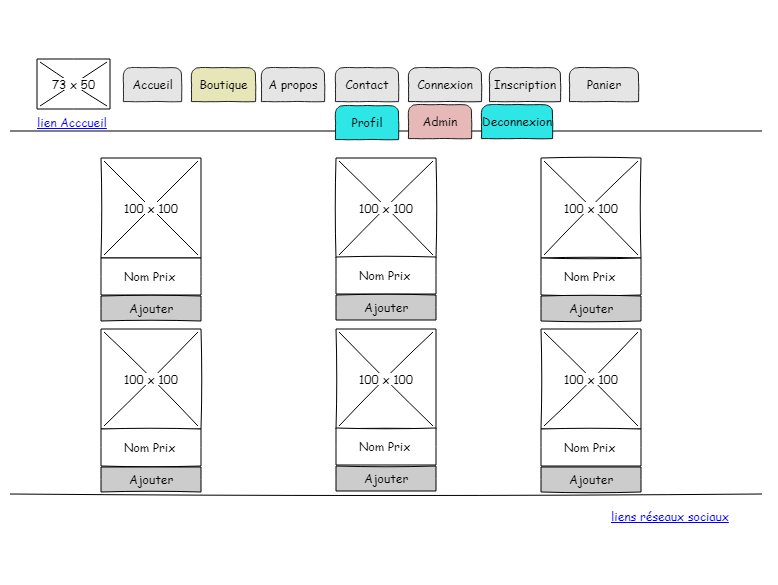 73 x 50
Accueil
Boutique
A propos
Contact
Connexion
Inscription
Panier
lien Acccueil
Profil
Admin
Deconnexion
100 x 100
100 x 100
100 x 100
Nom Prix
Nom Prix
Nom Prix
Ajouter
Ajouter
Ajouter
100 x 100
100 x 100
100 x 100
Nom Prix
Nom Prix
Nom Prix
Ajouter
Ajouter
Ajouter
liens réseaux sociaux